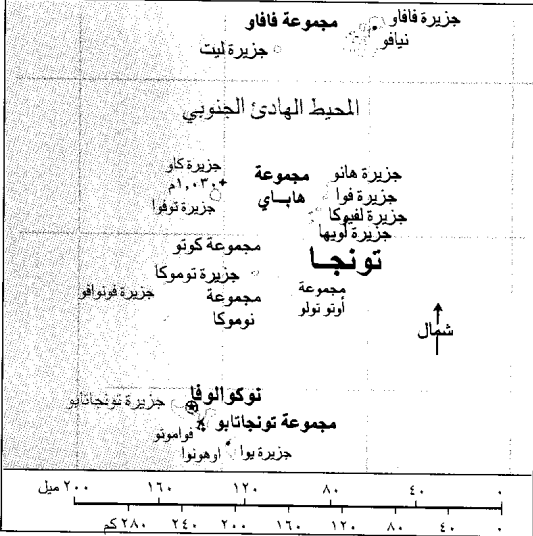 جزيرة فافاو
مجموعة فافاو
نيافو
جزيرة ليت
المحيط الهادئ الجنوبي
جزيرة كاو
+١,٠٣٠م
جزيرة توفوا
مجموعة
هاباي
جزيرة هانو
جزيرة فوا
جزيرة لفيوكا
جزيرة لويها
تونجا
مجموعة كوتو
جزيرة توموكا
مجموعة
نوموكا
جزيرة فونوافو
مجموعة
أوتو تولو
شمال
نوكوالوفا
جزيرة تونجاتابو
مجموعة تونجاتابو
فواموتو
اوهونوا
جزيرة يوا
٢٠٠ ميل ١٦٠ ١٢٠ ٨٠ ٤٠ ٠
كم ٢٨٠ ٢٤٠ ٢٠٠ ١٦٠ ١٢٠ ٨٠ ٤٠ ٠